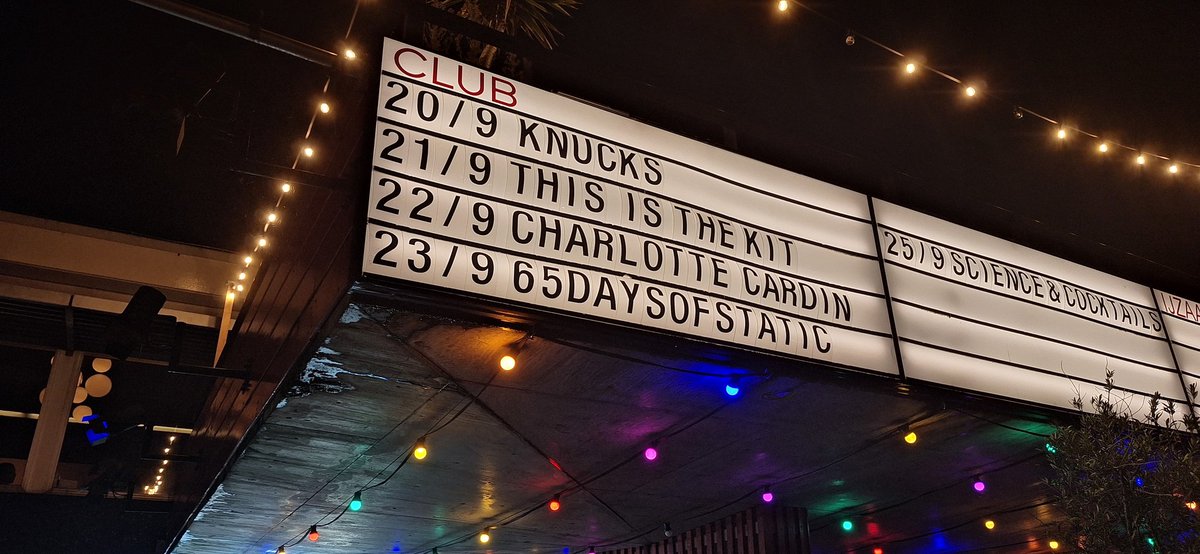 CLUB
20/9 KNUCKS
21/9 THIS IS THE KIT
22/9 CHARLOTTE CARDIN
23/9 65DAYSOFSTATIC
25/9 SCIENCE & COCKTAILS